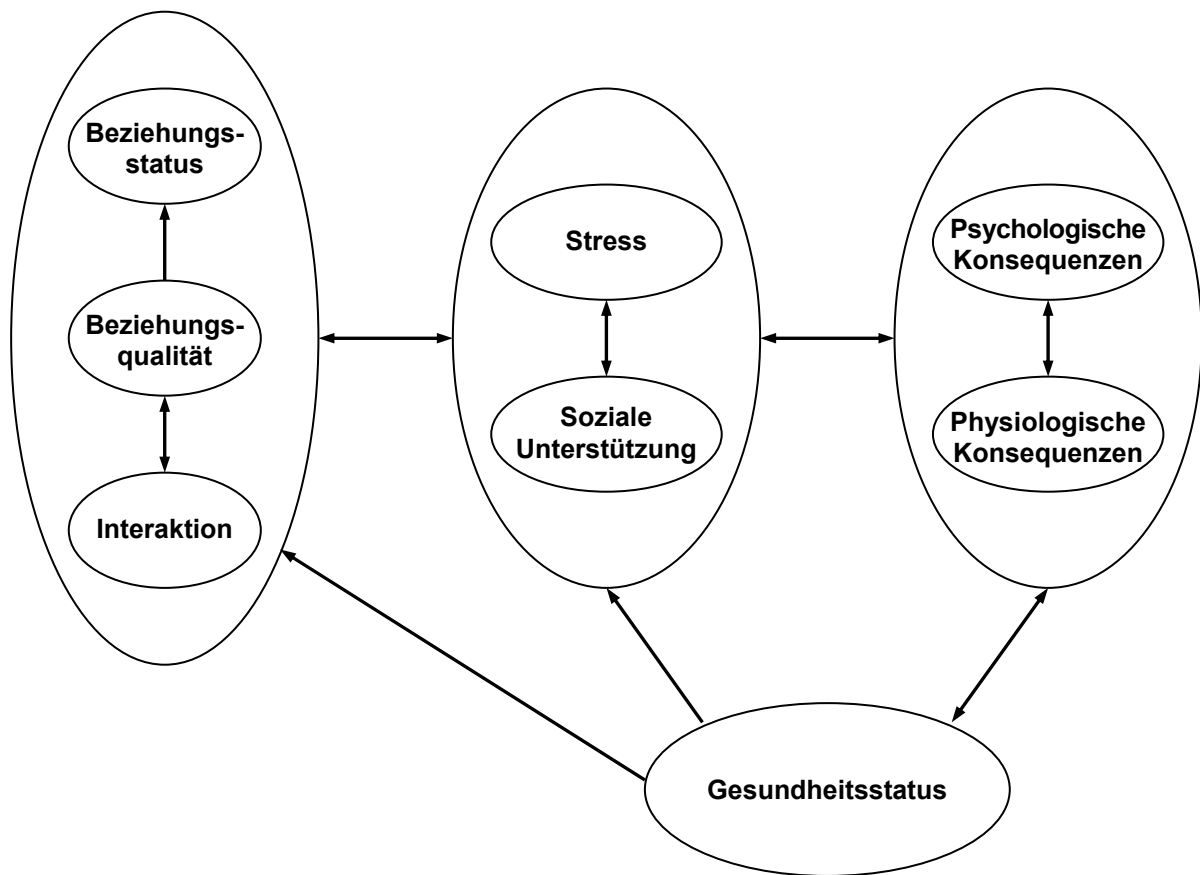 Beziehungs-
status
Beziehungs-
qualität
Interaktion
Stress
Soziale
Unterstützung
Psychologische
Konsequenzen
Physiologische
Konsequenzen
Gesundheitsstatus